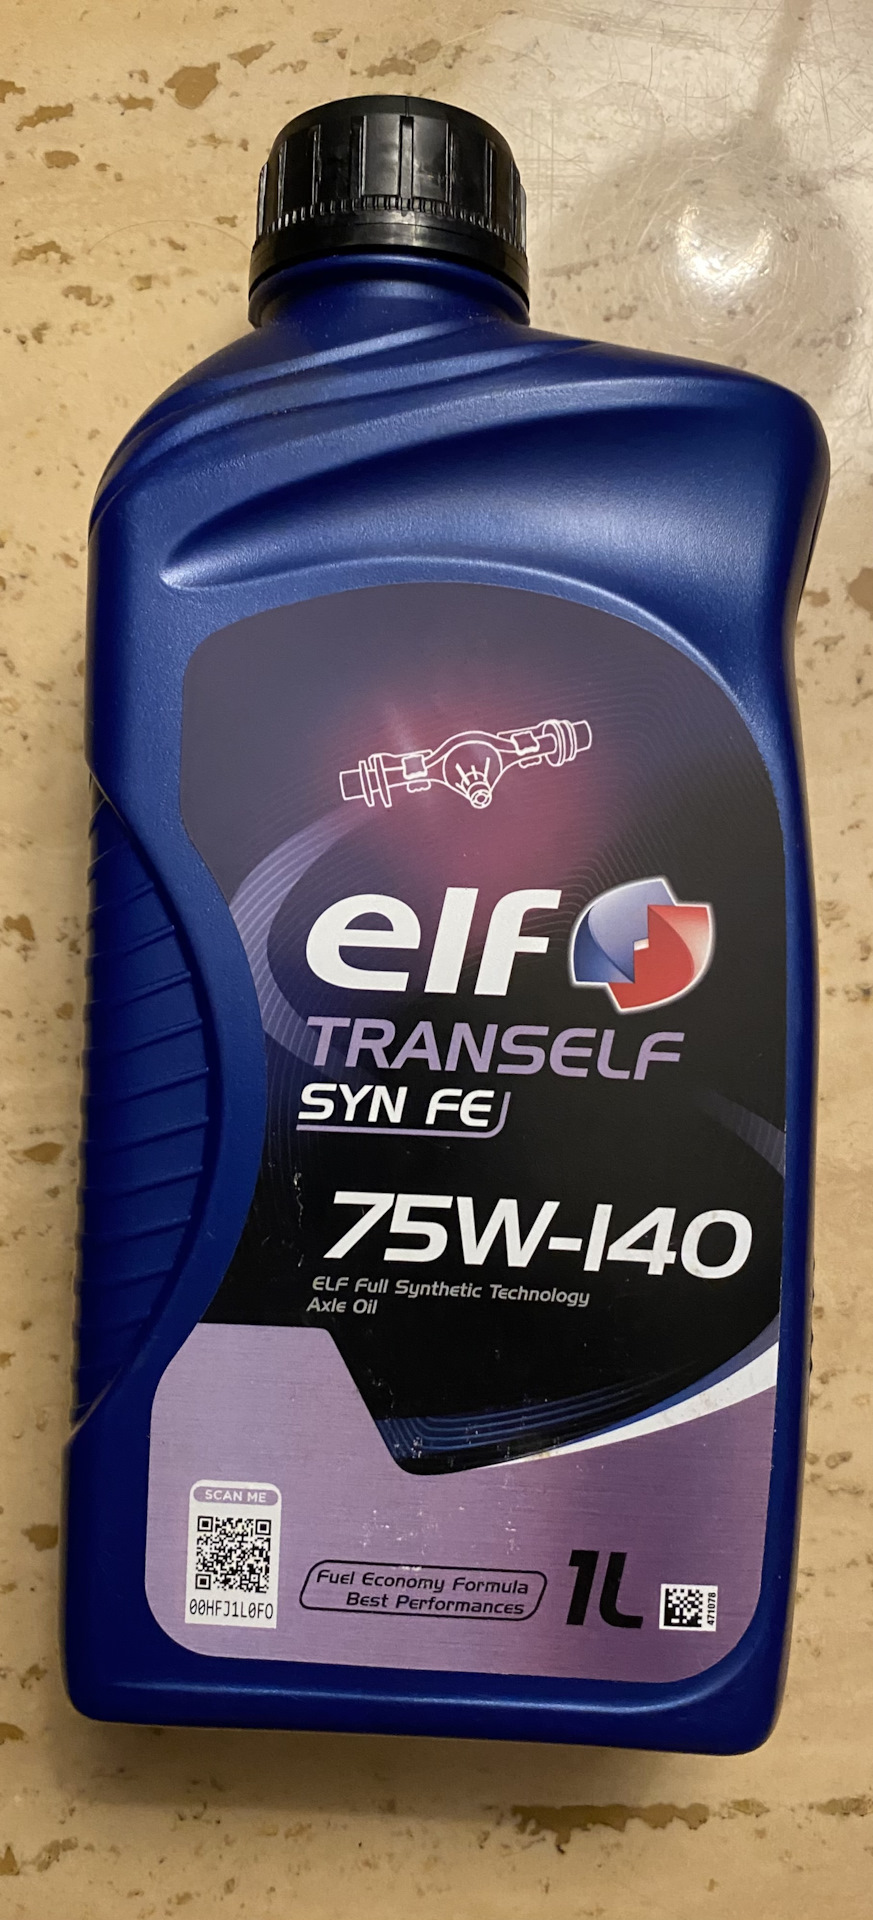 elf
TRANSELF
SYN FE
75W-140
ELF Full Synthetic Technology
Axle Oil
SCAN ME
00HFJ1L0FO
Fuel Economy Formula
Best Performances
1L
471078